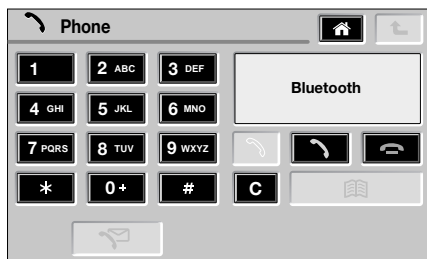 Phone
1 2 ABC 3 DEF
Bluetooth
4 GHI 5 JKL 6 MNO
7 PQRS 8 TUV 9 WXYZ
* 0+ # C